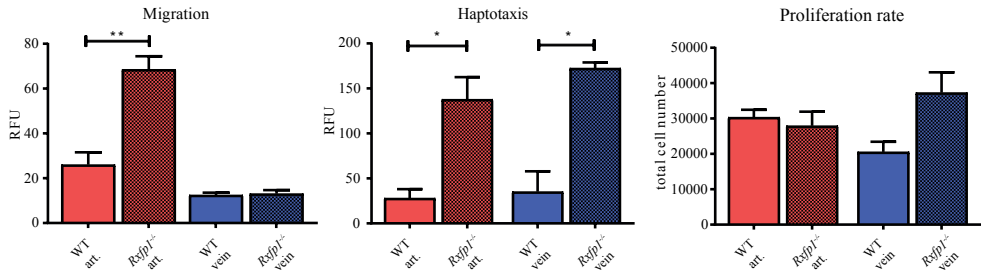 Migration
RFU
80
60
40
20
0
**
WT
art.
Rxfp1-/-
art.
WT
vein
Rxfp1-/-
vein
Haptotaxis
RFU
200
150
100
50
0
*
*
WT
art.
Rxfp1-/-
art.
WT
vein
Rxfp1-/-
vein
Proliferation rate
total cell number
50000
40000
30000
20000
10000
0
WT
art.
Rxfp1-/-
art.
WT
vein
Rxfp1-/-
vein